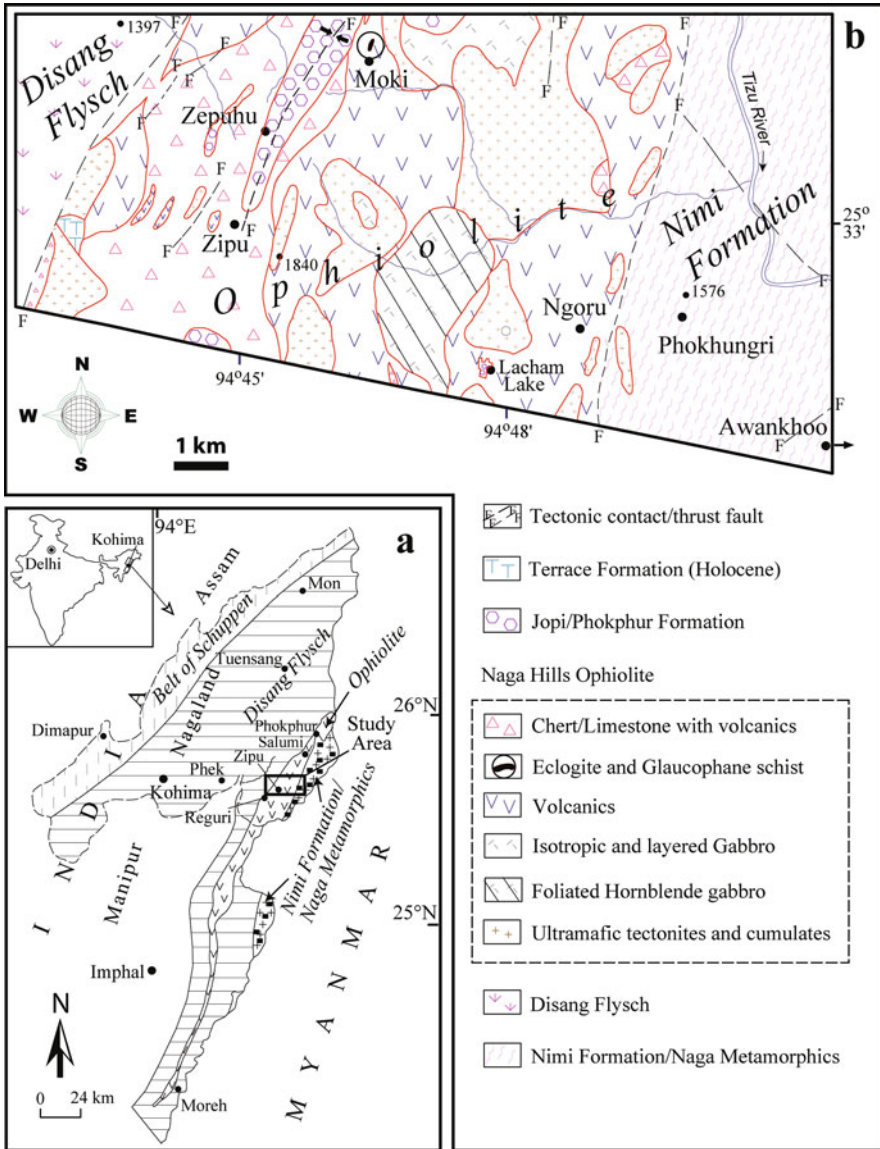 b
1397
Disang
Flysch
F
F
Moki
F
F
Zepuhu
F
F
F
Tizu River
Nimi
Formation
25°
33'
TT
Zipu
F
F
1840
Ophiolite
1576
Ngoru
Phokhungri
F
F
Lacham
Lake
94°45'
94°48'
F
F
F
Awankhoo
N
W E
S
1 km
a
94°E
Kohima
Delhi
Assam
Belt of Schuppen
Mon
Tuensang
Disang Flysch
Ophiolite
Nagaland
Dimapur
Phokphur
Salumi
Study
Area
26°N
Zipu
Phek
Kohima
Reguri
Nimi Formation/
Naga Metamorphics
INDIA
Manipur
25°N
Imphal
MYANMAR
N
0 24 km
Moreh
F F F F Tectonic contact/thrust fault
T T Terrace Formation (Holocene)
Jopi/Phokphur Formation
Naga Hills Ophiolite
Chert/Limestone with volcanics
Eclogite and Glaucophane schist
Volcanics
Isotropic and layered Gabbro
Foliated Hornblende gabbro
Ultramafic tectonites and cumulates
Disang Flysch
Nimi Formation/Naga Metamorphics